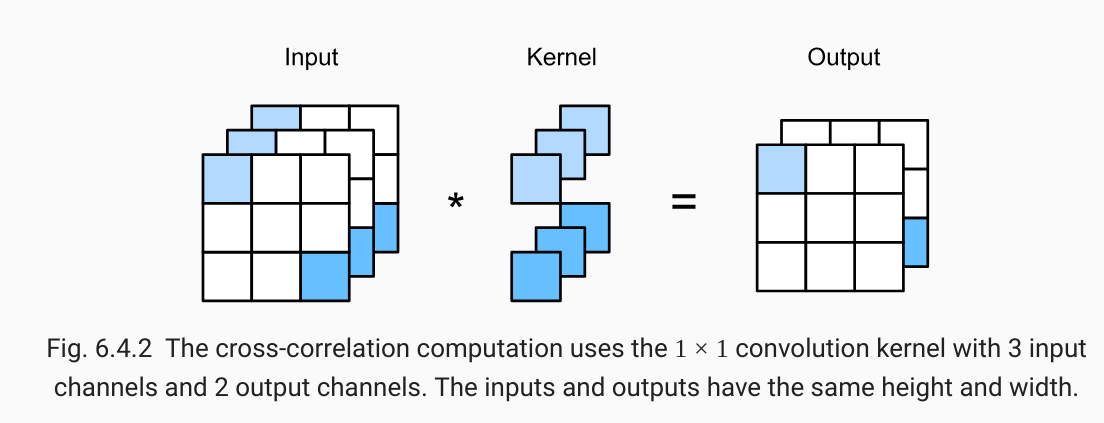 Input Kernel Output
* =
Fig. 6.4.2 The cross-correlation computation uses the 1 × 1 convolution kernel with 3 input
channels and 2 output channels. The inputs and outputs have the same height and width.